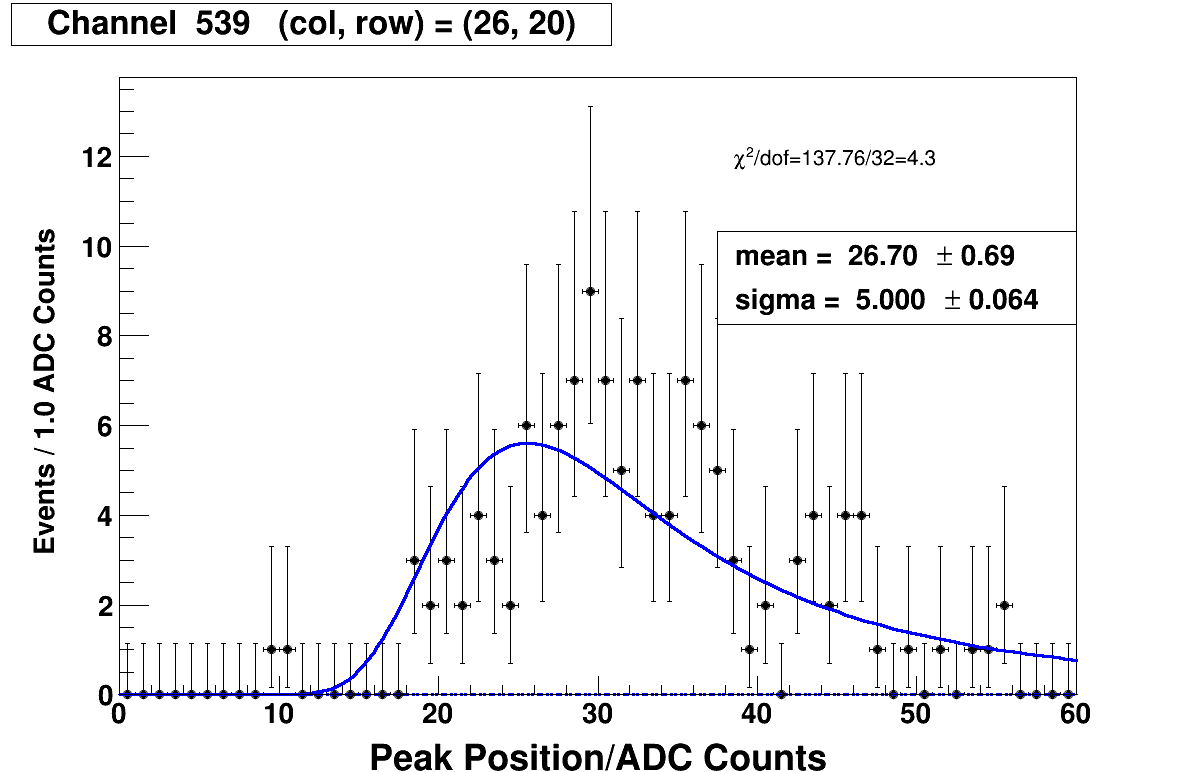 Channel 539 (col, row) = (26, 20)
χ²/dof=137.76/32=4.3
mean = 26.70 ± 0.69
sigma = 5.000 ± 0.064
Events / 1.0 ADC Counts
12
10
8
6
4
2
0
0 10 20 30 40 50 60
Peak Position/ADC Counts